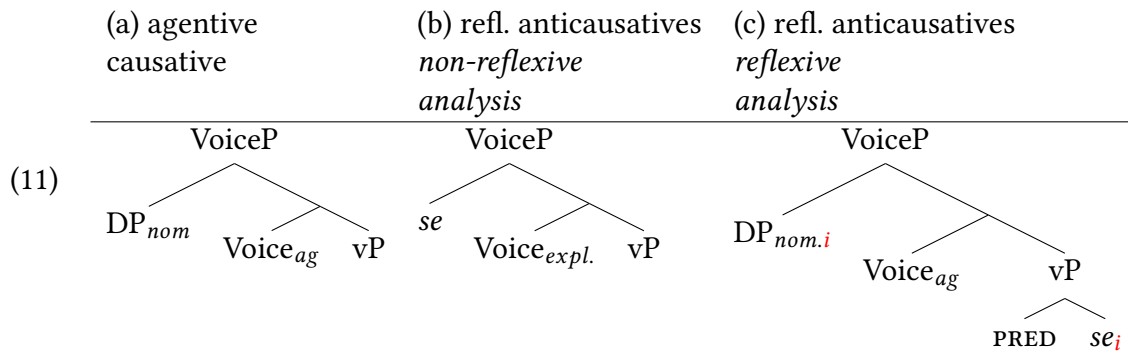 (a) agentive (b) refl. anticausatives (c) refl. anticausatives
causative non-reflexive reflexive
analysis analysis
VoiceP VoiceP VoiceP
(11)
DPnom se DPnom.i
Voiceag vP Voiceexpl. vP Voiceag vP
PRED sei